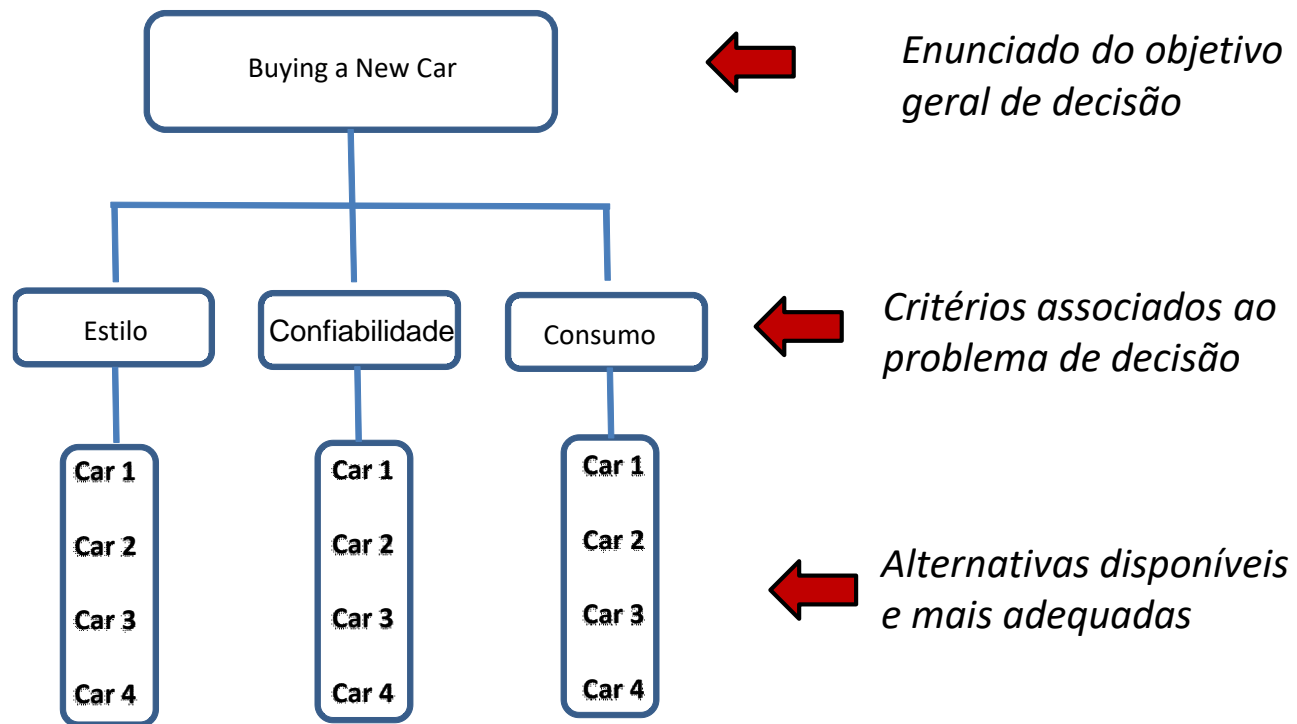 Buying a New Car
Enunciado do objetivo
geral de decisão
Estilo
Confiabilidade
Consumo
Critérios associados ao
problema de decisão
Car 1
Car 2
Car 3
Car 4
Car 1
Car 2
Car 3
Car 4
Car 1
Car 2
Car 3
Car 4
Alternativas disponíveis
e mais adequadas